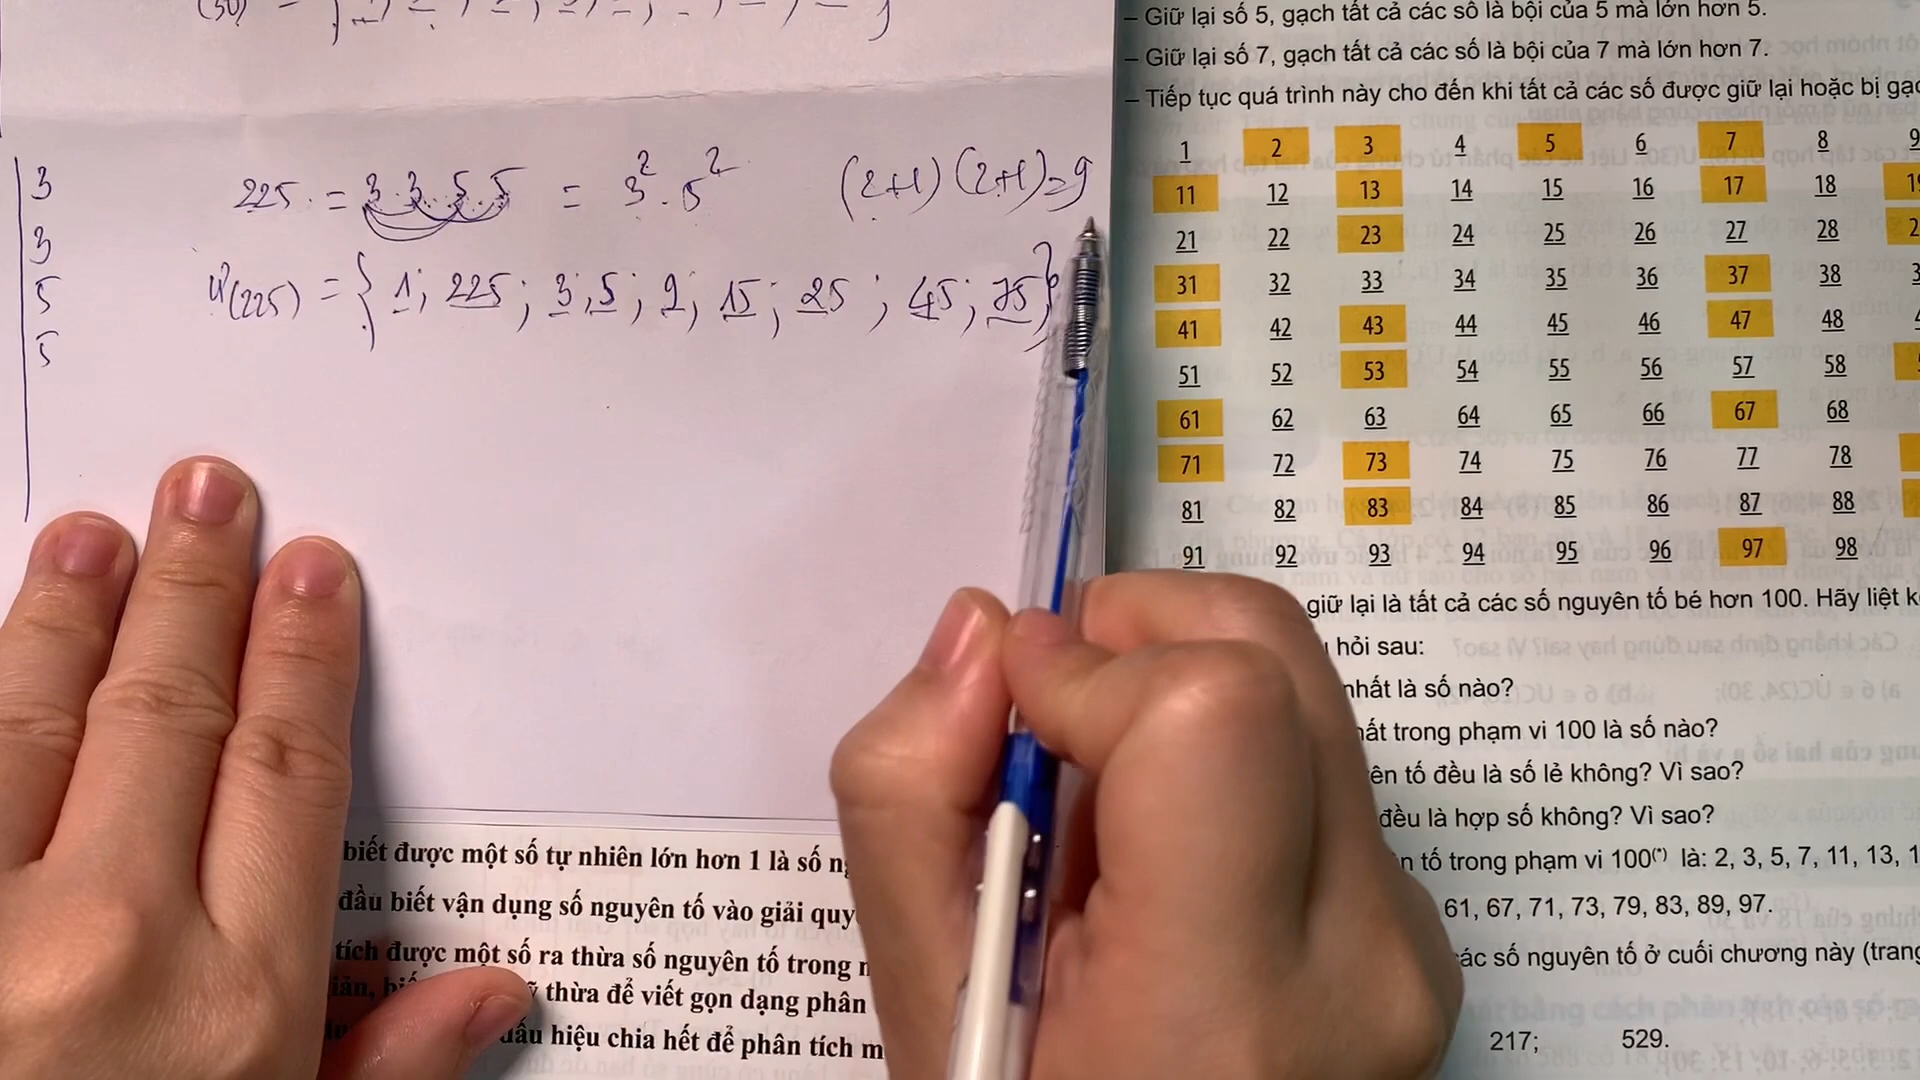 (30) =
3
3
5
5
225 = 3.3.5.5 = 3² . 5² (2+1)(2+1)=9
Ư(225) = { 1; 225; 3; 5; 9; 15; 25; 45; 75}
– Giữ lại số 5, gạch tất cả các số là bội của 5 mà lớn hơn 5.
– Giữ lại số 7, gạch tất cả các số là bội của 7 mà lớn hơn 7.
– Tiếp tục quá trình này cho đến khi tất cả các số được giữ lại hoặc bị
1 2 3 4 5 6 7 8 9
11 12 13 14 15 16 17 18
21 22 23 24 25 26 27 28
31 32 33 34 35 36 37 38
41 42 43 44 45 46 47 48
51 52 53 54 55 56 57 58
61 62 63 64 65 66 67 68
71 72 73 74 75 76 77 78
81 82 83 84 85 86 87 88
91 92 93 94 95 96 97 98
giữ lại là tất cả các số nguyên tố bé hơn 100. Hãy liệt
hỏi sau:
nhất là số nào?
trong phạm vi 100 là số nào?
tố đều là số lẻ không? Vì sao?
đều là hợp số không? Vì sao?
tố trong phạm vi 100(*) là: 2, 3, 5, 7, 11, 13,
61, 67, 71, 73, 79, 83, 89, 97.
số nguyên tố ở cuối chương này
217; 529.
biết được một số tự nhiên lớn hơn 1 là số
đầu biết vận dụng số nguyên tố vào giải
tích được một số ra thừa số nguyên tố trong
thừa để viết gọn dạng phân
dấu hiệu chia hết để phân tích